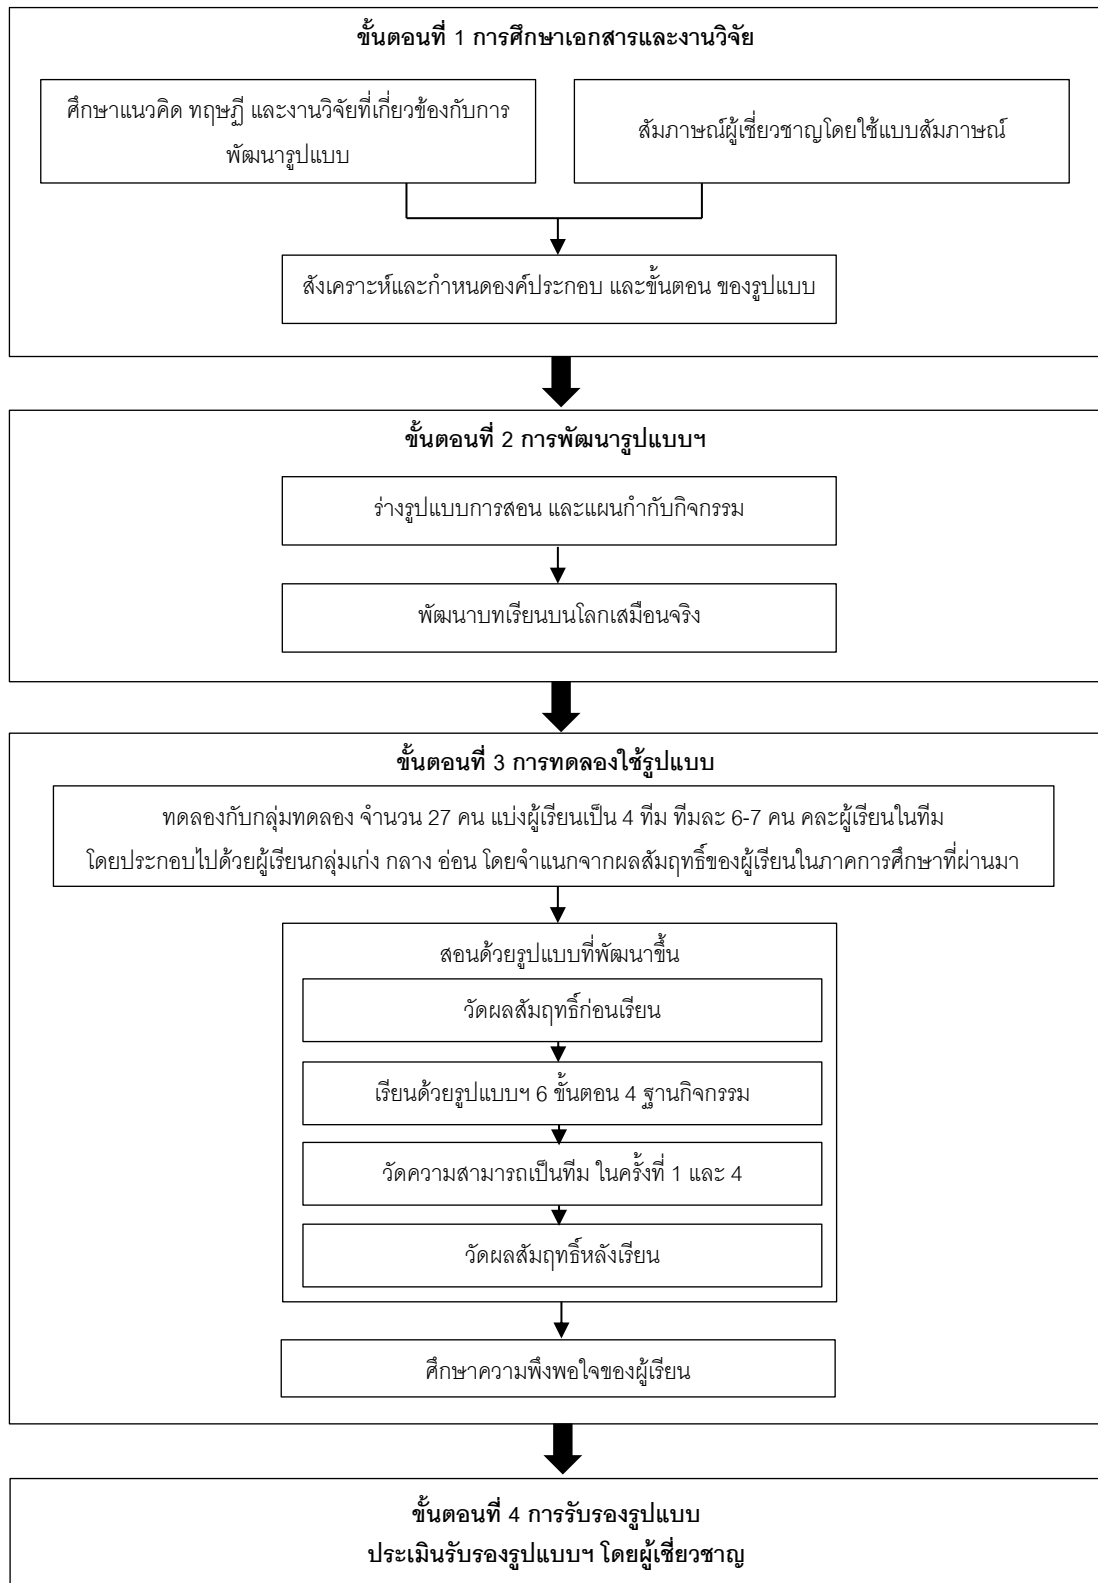 ขั้นตอนที่ 1 การศึกษาเอกสารและงานวิจัย
ศึกษาแนวคิด ทฤษฏี และงานวิจัยที่เกี่ยวข้องกับการ
พัฒนารูปแบบ
สัมภาษณ์ผู้เชี่ยวชาญโดยใช้แบบสัมภาษณ์
สังเคราะห์และกำหนดองค์ประกอบ และขั้นตอน ของรูปแบบ
ขั้นตอนที่ 2 การพัฒนารูปแบบฯ
ร่างรูปแบบการสอน และแผนกำกับกิจกรรม
พัฒนาบทเรียนบนโลกเสมือนจริง
ขั้นตอนที่ 3 การทดลองใช้รูปแบบ
ทดลองกับกลุ่มทดลอง จำนวน 27 คน แบ่งผู้เรียนเป็น 4 ทีม ทีมละ 6-7 คน คละผู้เรียนในทีม
โดยประกอบไปด้วยผู้เรียนกลุ่มเก่ง กลาง อ่อน โดยจำแนกจากผลสัมฤทธิ์ของผู้เรียนในภาคการศึกษาที่ผ่านมา
สอนด้วยรูปแบบที่พัฒนาขึ้น
วัดผลสัมฤทธิ์ก่อนเรียน
เรียนด้วยรูปแบบฯ 6 ขั้นตอน 4 ฐานกิจกรรม
วัดความสามารถเป็นทีม ในครั้งที่ 1 และ 4
วัดผลสัมฤทธิ์หลังเรียน
ศึกษาความพึงพอใจของผู้เรียน
ขั้นตอนที่ 4 การรับรองรูปแบบ
ประเมินรับรองรูปแบบฯ โดยผู้เชี่ยวชาญ